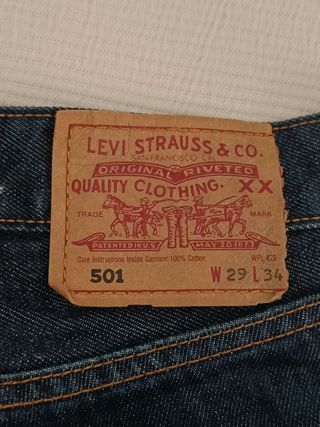 LEVI STRAUSS & CO.
SAN FRANCISCO, CAL.
ORIGINAL RIVETED
QUALITY CLOTHING. XX
TRADE MARK
PATENTED IN U.S. MAY 20 1873
Care Instructions Inside Garment 100% Cotton WPL 423
501 W 29 L 34